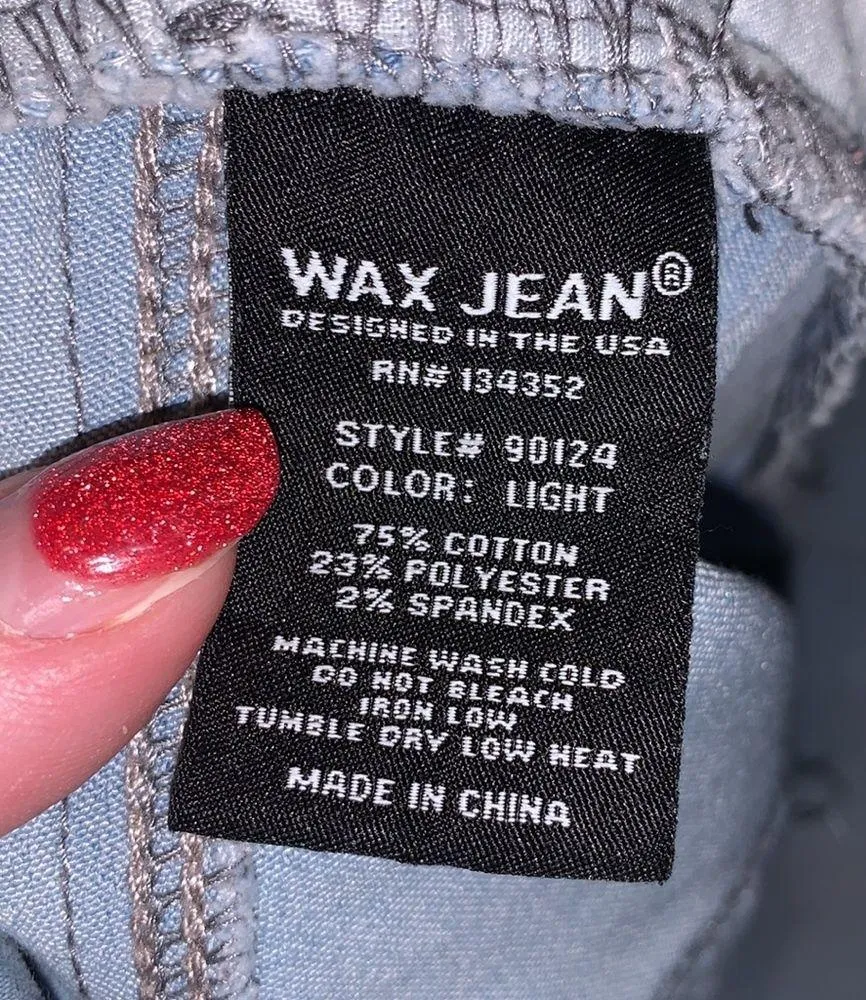 WAX JEAN®
DESIGNED IN THE USA
RN# 134352
STYLE# 90124
COLOR: LIGHT
75% COTTON
23% POLYESTER
2% SPANDEX
MACHINE WASH COLD
DO NOT BLEACH
IRON LOW
TUMBLE DRY LOW HEAT
MADE IN CHINA